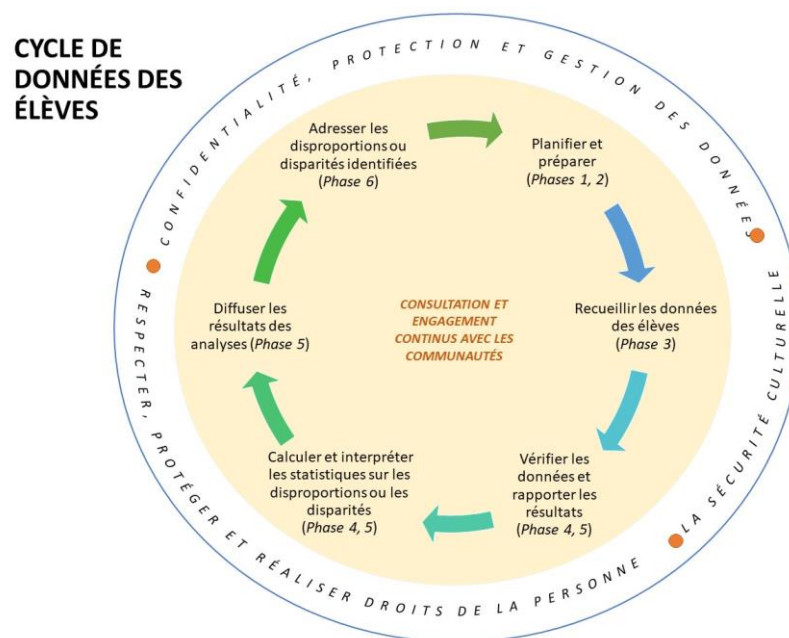 CYCLE DE
DONNÉES DES
ÉLÈVES
CONFIDENTIALITÉ, PROTECTION ET GESTION DES DONNÉES
LA SÉCURITÉ CULTURELLE
RESPECTER, PROTÉGER ET RÉALISER DROITS DE LA PERSONNE
Adresser les
disproportions ou
disparités identifiées
(Phase 6)
Planifier et
préparer
(Phases 1, 2)
Recueillir les données
des élèves
(Phase 3)
Vérifier les
données et
rapporter les
résultats
(Phase 4, 5)
Calculer et interpréter
les statistiques sur les
disproportions ou les
disparités
(Phase 4, 5)
Diffuser les
résultats des
analyses (Phase 5)
CONSULTATION ET
ENGAGEMENT
CONTINUS AVEC LES
COMMUNAUTÉS